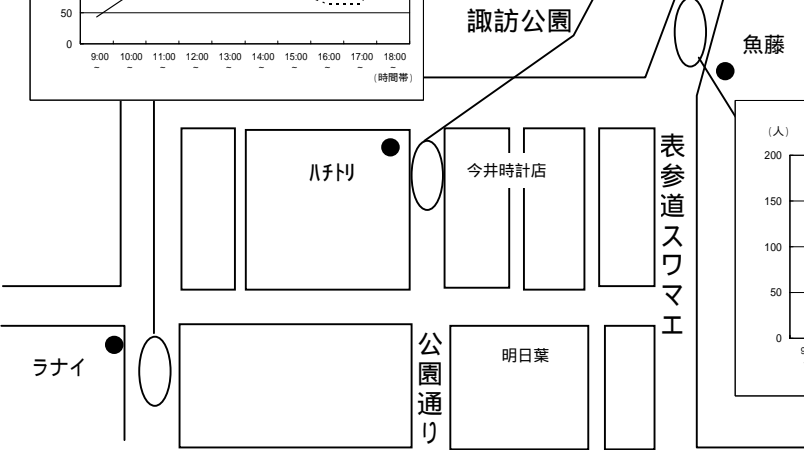 50
0
9:00 10:00 11:00 12:00 13:00 14:00 15:00 16:00 17:00 18:00
~ ~ ~ ~ ~ ~ ~ ~ ~ ~
(時間帯)
諏訪公園
魚藤
(人)
200
150
100
50
0
9
ハチトリ
今井時計店
表参道スワマエ
ラナイ
公園通り
明日葉